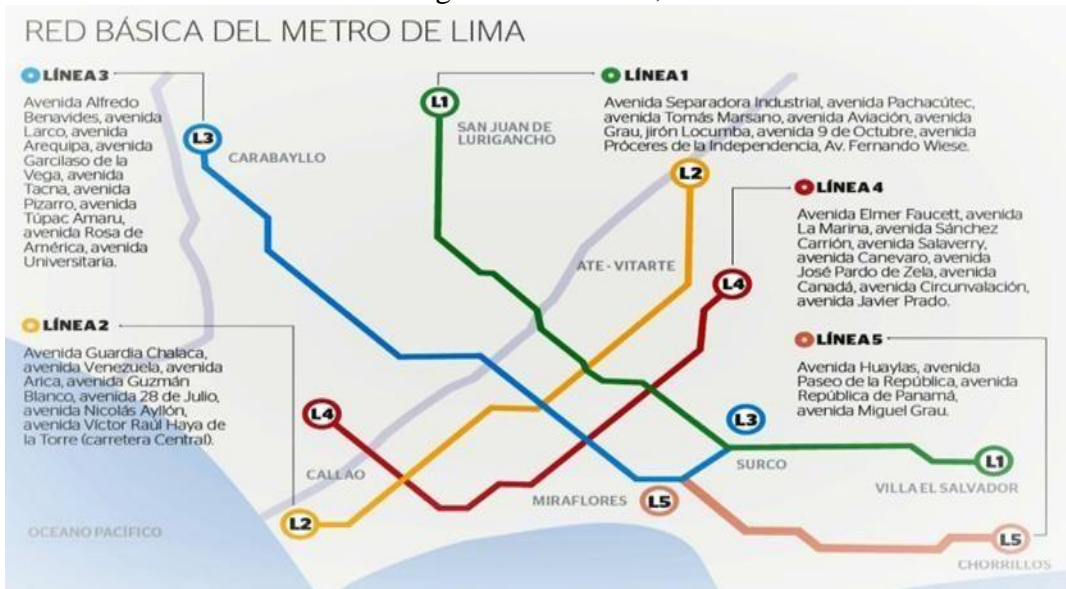 RED BÁSICA DEL METRO DE LIMA
LÍNEA 3
Avenida Alfredo
Benavides, avenida
Larco, avenida
Arequipa, avenida
Garcilaso de la
Vega, avenida
Tacna, avenida
Pizarro, avenida
Túpac Amaru,
avenida Rosa de
América, avenida
Universitaria.
LÍNEA 1
Avenida Separadora Industrial, avenida Pachacútec,
avenida Tomás Marsano, avenida Aviación, avenida
Grau, jirón Locumba, avenida 9 de Octubre, avenida
Próceres de la Independencia, Av. Fernando Wiese.
L1
SAN JUAN DE
LURIGANCHO
L3
CARABAYLLO
L2
LÍNEA 4
Avenida Elmer Faucett, avenida
La Marina, avenida Sánchez
Carrión, avenida Salaverry,
avenida Canevaro, avenida
José Pardo de Zela, avenida
Canadá, avenida Circunvalación,
avenida Javier Prado.
ATE - VITARTE
L4
LÍNEA 2
Avenida Guardia Chalaca,
avenida Venezuela, avenida
Arica, avenida Guzmán
Blanco, avenida 28 de Julio,
avenida Nicolás Ayllón,
avenida Víctor Raúl Haya de
la Torre (carretera Central).
LÍNEA 5
Avenida Huaylas, avenida
Paseo de la República, avenida
República de Panamá,
avenida Miguel Grau.
L4
L3
CALLAO
SURCO
L1
VILLA EL SALVADOR
MIRAFLORES
L5
L2
OCEANO PACÍFICO
L5
CHORRILLOS